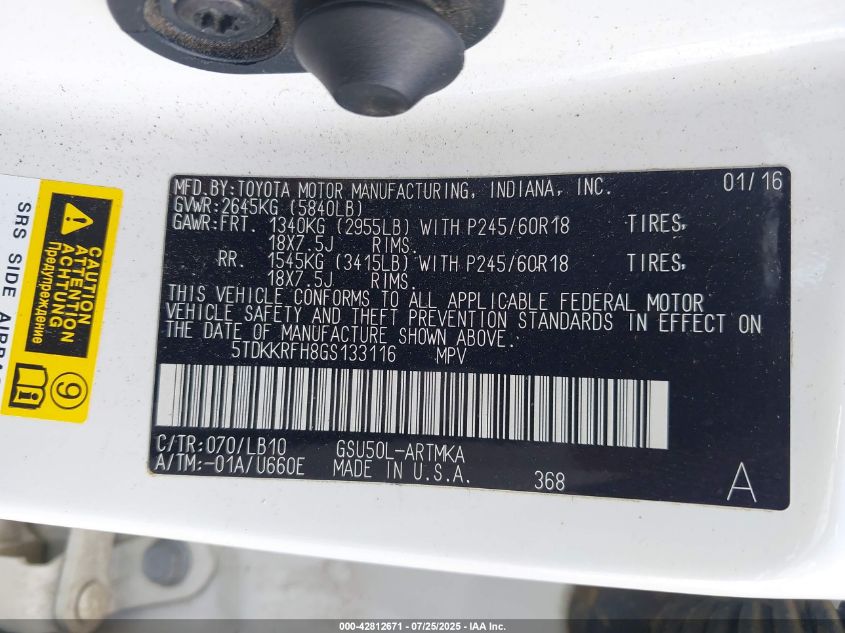 MFD.BY:TOYOTA MOTOR MANUFACTURING, INDIANA, INC. 01/16
GVWR:2645KG (5840LB)
GAWR:FRT. 1340KG (2955LB) WITH P245/60R18 TIRES,
18X7.5J RIMS,
RR. 1545KG (3415LB) WITH P245/60R18 TIRES,
18X7.5J RIMS.
THIS VEHICLE CONFORMS TO ALL APPLICABLE FEDERAL MOTOR
VEHICLE SAFETY AND THEFT PREVENTION STANDARDS IN EFFECT ON
THE DATE OF MANUFACTURE SHOWN ABOVE.
5TDKKRFH8GS133116 MPV
C/TR:070/LB10 GSU50L-ARTMKA
A/TM:-01A/U660E MADE IN U.S.A. 368 A
CAUTION
ATTENTION
ACHTUNG
Предупреждение
9
SRS SIDE
000-42812671 - 07/25/2025 - IAA Inc.